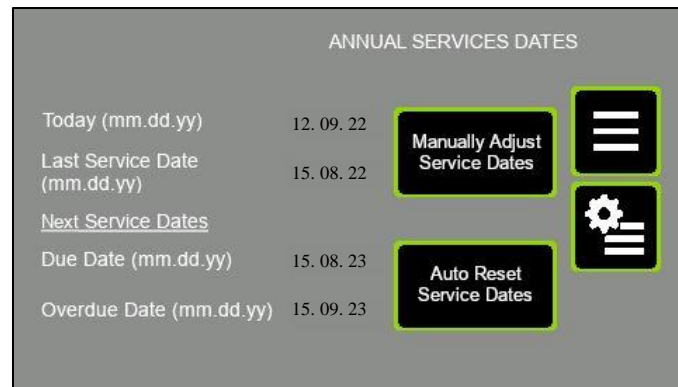 ANNUAL SERVICES DATES
Today (mm.dd.yy) 12. 09. 22
Last Service Date
(mm.dd.yy) 15. 08. 22
Next Service Dates
Due Date (mm.dd.yy) 15. 08. 23
Overdue Date (mm.dd.yy) 15. 09. 23
Manually Adjust
Service Dates
Auto Reset
Service Dates